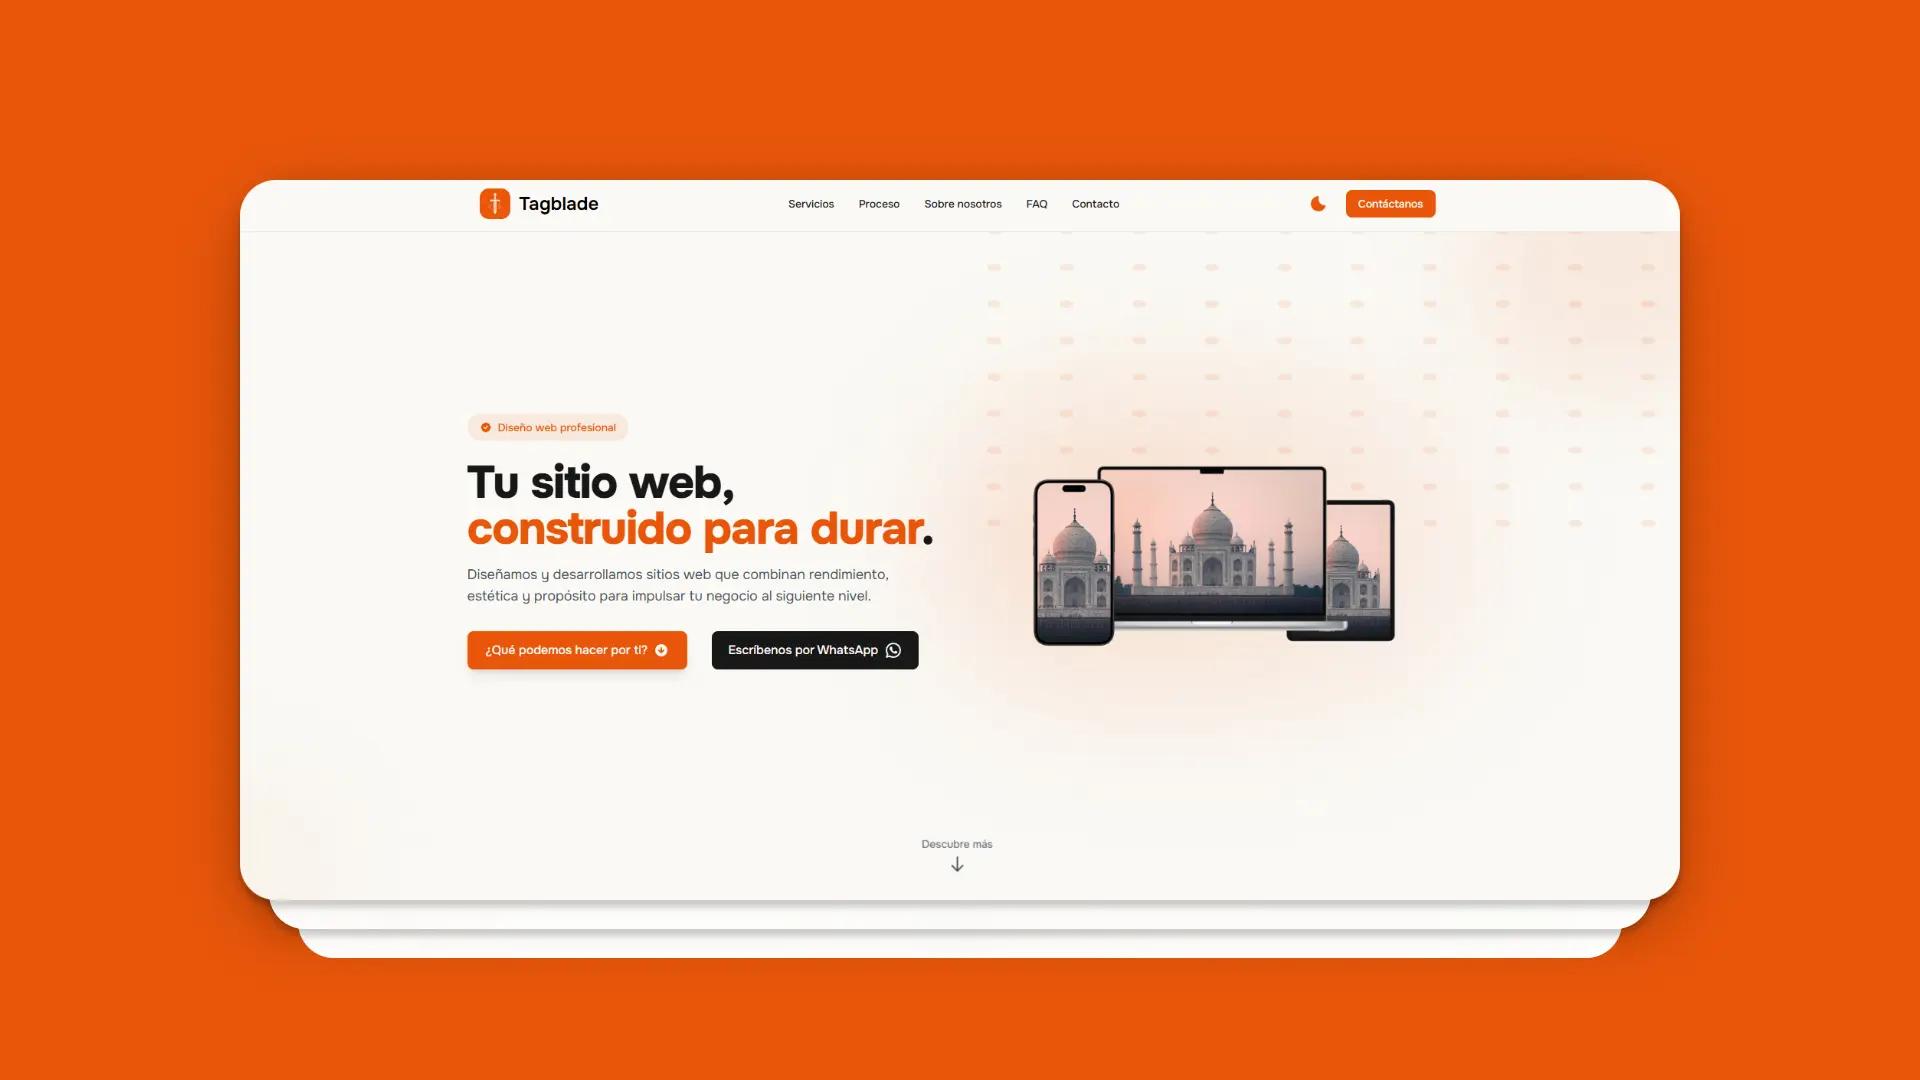 Tagblade
Servicios
Proceso
Sobre nosotros
FAQ
Contacto
Contáctanos
Diseño web profesional
Tu sitio web,
construido para durar.
Diseñamos y desarrollamos sitios web que combinan rendimiento,
estética y propósito para impulsar tu negocio al siguiente nivel.
¿Qué podemos hacer por ti?
Escríbenos por WhatsApp
Descubre más